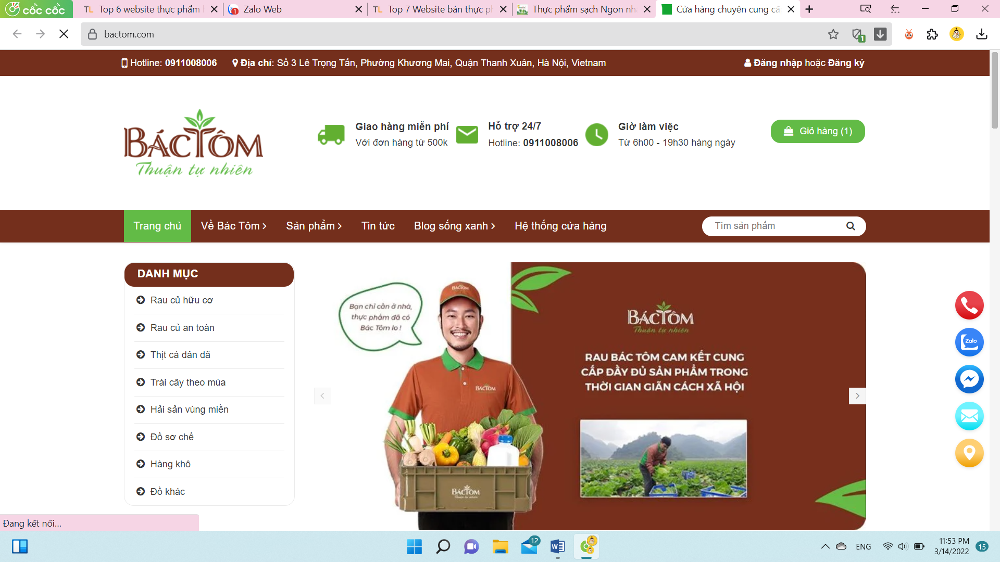 cốc cốc
TL Top 6 website thực phẩm
1 Zalo Web
TL Top 7 Website bán thực ph
Thực phẩm sạch Ngon nh
Cửa hàng chuyên cung cấ
bactom.com
1
Hotline: 0911008006
Địa chỉ: Số 3 Lê Trọng Tấn, Phường Khương Mai, Quận Thanh Xuân, Hà Nội, Vietnam
Đăng nhập hoặc Đăng ký
BÁCTÔM
Thuận tự nhiên
Giao hàng miễn phí
Với đơn hàng từ 500k
Hỗ trợ 24/7
Hotline: 0911008006
Giờ làm việc
Từ 6h00 - 19h30 hàng ngày
Giỏ hàng (1)
Trang chủ
Về Bác Tôm
Sản phẩm
Tin tức
Blog sống xanh
Hệ thống cửa hàng
Tìm sản phẩm
DANH MỤC
Rau củ hữu cơ
Rau củ an toàn
Thịt cá dân dã
Trái cây theo mùa
Hải sản vùng miền
Đồ sơ chế
Hàng khô
Đồ khác
Bạn chỉ cần ở nhà,
thực phẩm đã có
Bác Tôm lo !
BÁCTÔM
BÁCTÔM
BÁCTÔM
Thuận tự nhiên
BÁCTÔM
Thuận tự nhiên
RAU BÁC TÔM CAM KẾT CUNG
CẤP ĐẦY ĐỦ SẢN PHẨM TRONG
THỜI GIAN GIÃN CÁCH XÃ HỘI
Zalo
Đang kết nối...
12
ENG
11:53 PM
3/14/2022
15